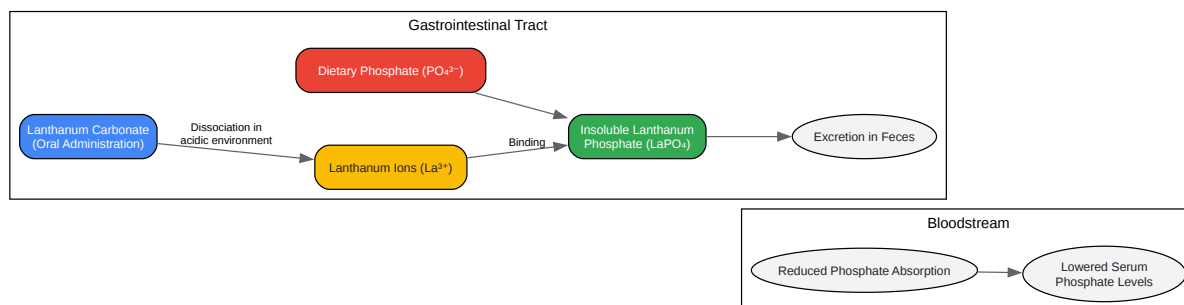 Gastrointestinal Tract
Dietary Phosphate (PO₄³⁻)
Lanthanum Carbonate
(Oral Administration)
Dissociation in
acidic environment
Lanthanum Ions (La³⁺)
Binding
Insoluble Lanthanum
Phosphate (LaPO₄)
Excretion in Feces
Bloodstream
Reduced Phosphate Absorption
Lowered Serum
Phosphate Levels